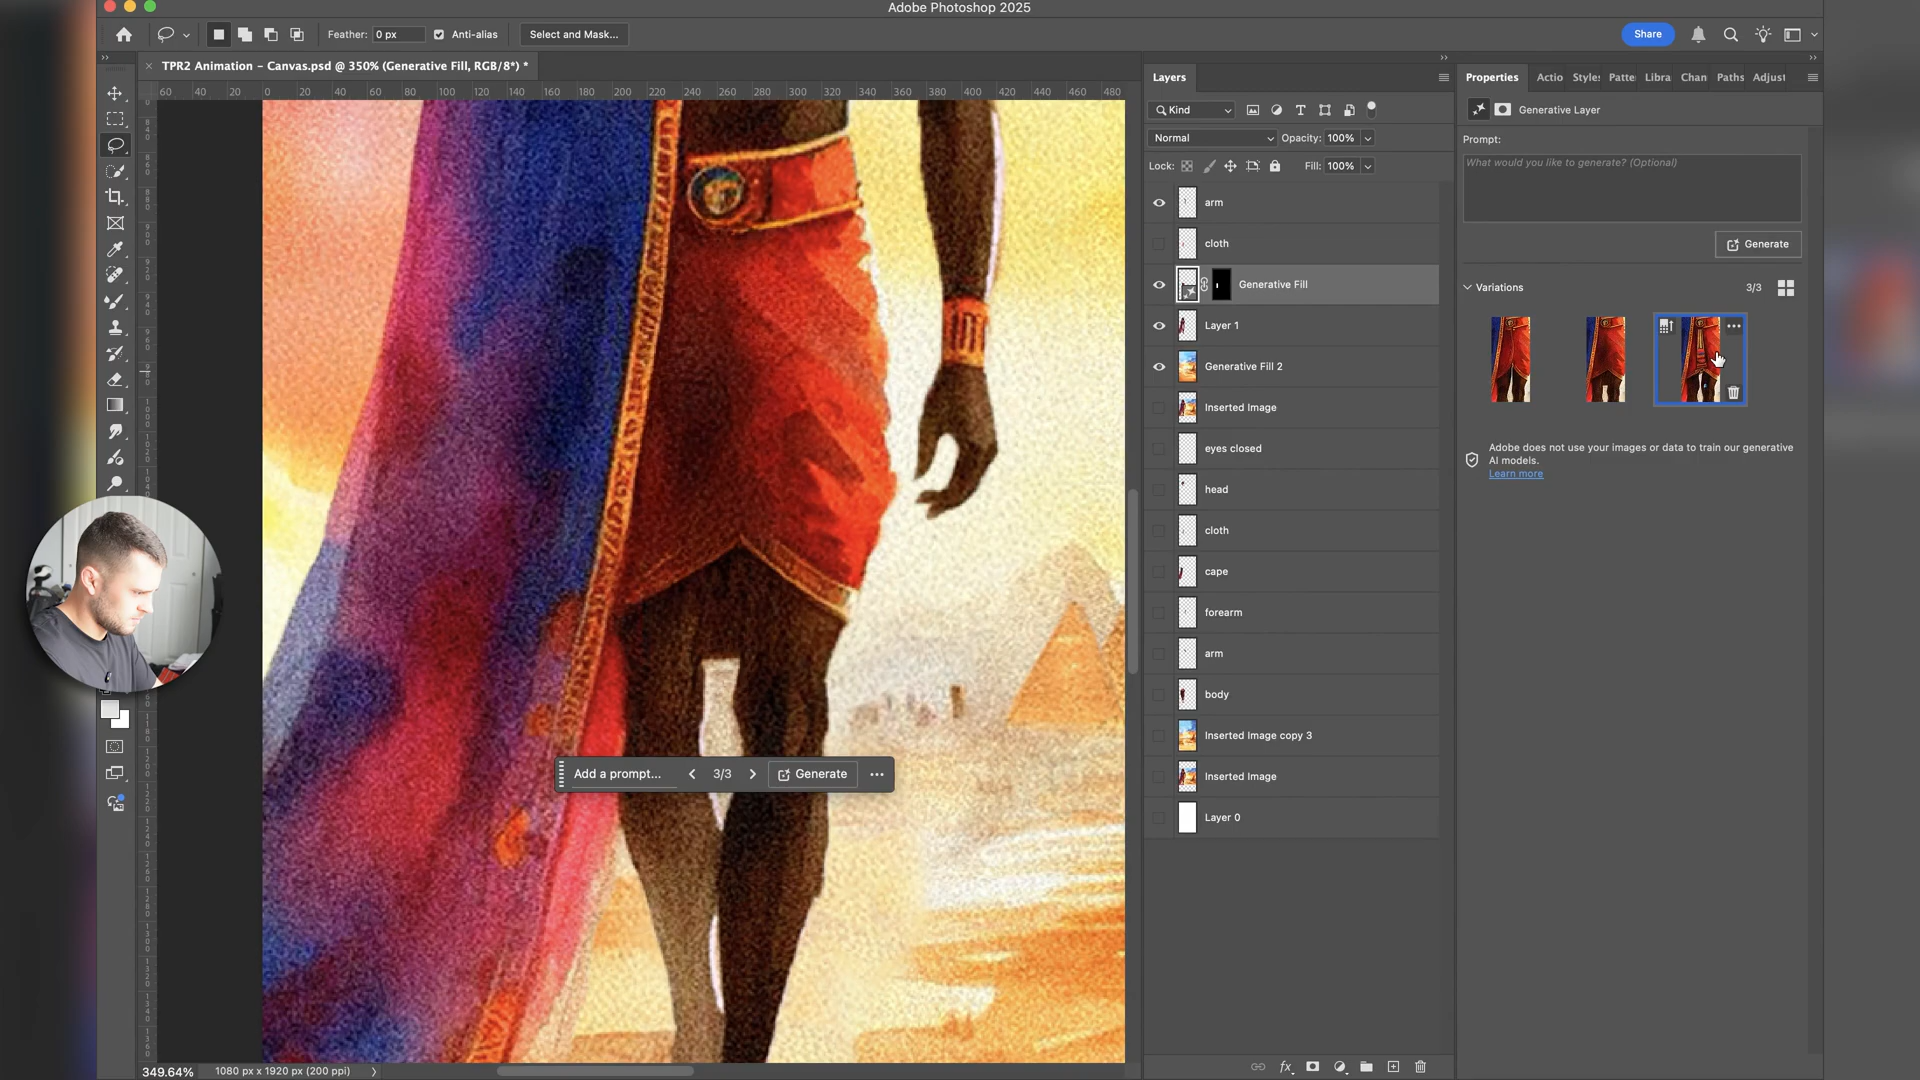 Adobe Photoshop 2025
Feather: 0 px
Anti-alias
Select and Mask...
Share
TPR2 Animation – Canvas.psd @ 350% (Generative Fill, RGB/8*) *
60 40 20 0 20 40 60 80 100 120 140 160 180 200 220 240 260 280 300 320 340 360 380 400 420 440 460 480
Layers
Kind
Normal
Opacity: 100%
Lock:
Fill: 100%
arm
cloth
Generative Fill
Layer 1
Generative Fill 2
Inserted Image
eyes closed
head
cloth
cape
forearm
arm
body
Inserted Image copy 3
Inserted Image
Layer 0
Properties
Actio
Styles
Patte
Libra
Chan
Paths
Adjust
Generative Layer
Prompt:
What would you like to generate? (Optional)
Generate
Variations
3/3
Adobe does not use your images or data to train our generative
AI models.
Learn more
Add a prompt...
3/3
Generate
349.64%
1080 px x 1920 px (200 ppi)